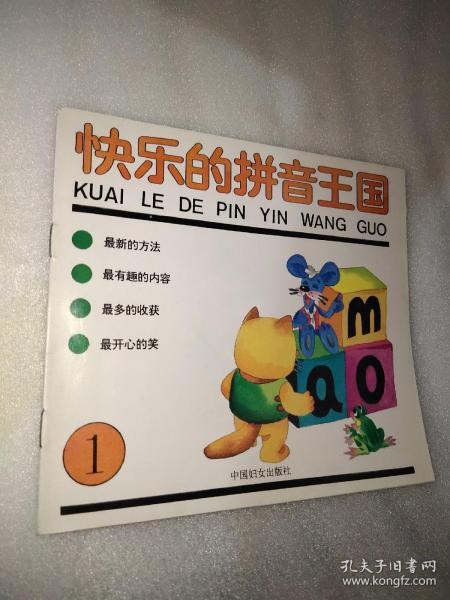 快乐的拼音王国
KUAI LE DE PIN YIN WANG GUO
最新的方法
最有趣的内容
最多的收获
最开心的笑
m
a o
1
中国妇女出版社
孔夫子旧书网
www.kongfz.com